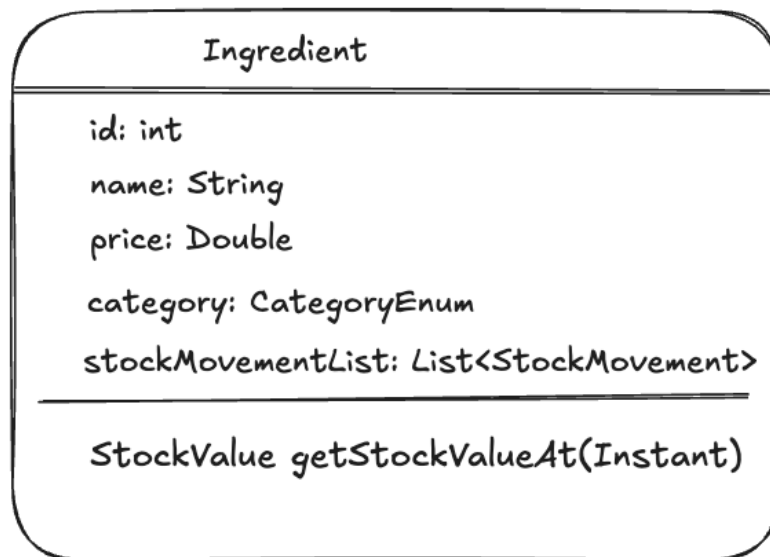 Ingredient
id: int
name: String
price: Double
category: CategoryEnum
stockMovementList: List<StockMovement>
StockValue getStockValueAt(Instant)